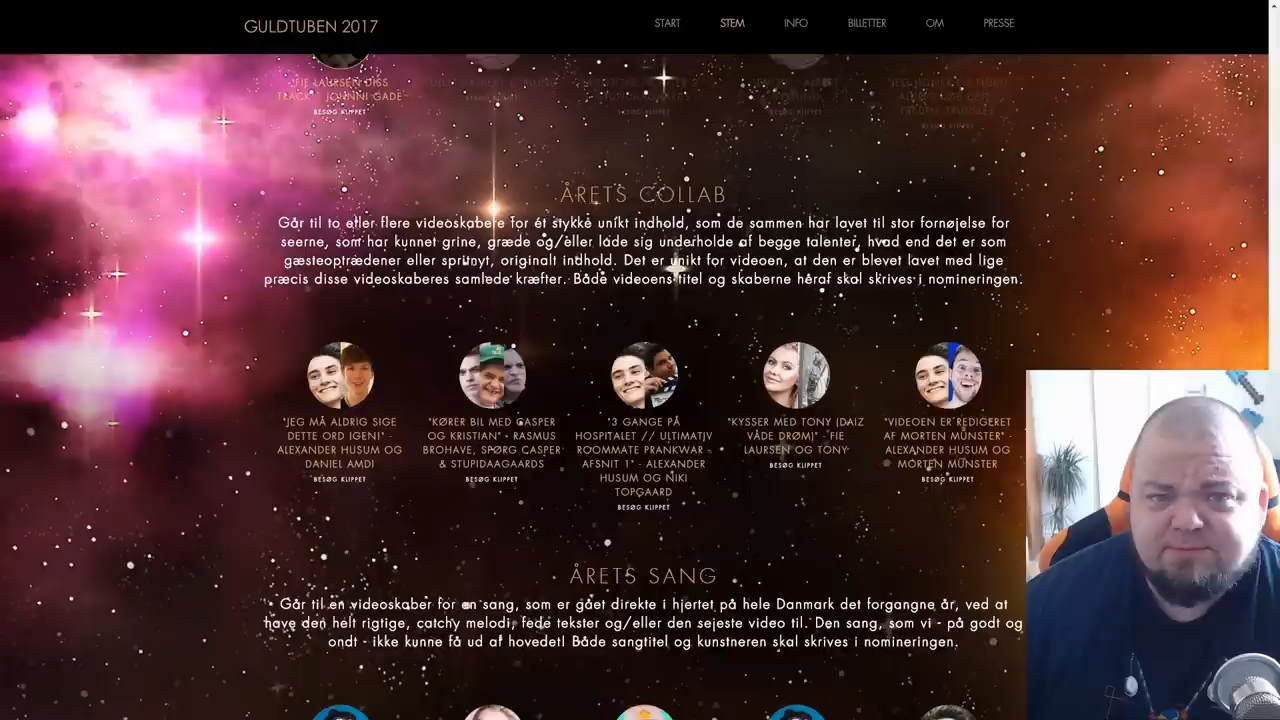 GULDTUBEN 2017
START STEM INFO BILLETTER OM PRESSE
"FIE LAURSEN DISS
TRACK" - JOHNNI GADE
BESØG KLIPPET
ÅRETS COLLAB
Går til to eller flere videoskabere for ét stykke unikt indhold, som de sammen har lavet til stor fornøjelse for
seerne, som har kunnet grine, græde og/eller lade sig underholde af begge talenter, hvad end det er som
gæsteoptrædener eller sprutnyt, originalt indhold. Det er unikt for videoen, at den er blevet lavet med lige
præcis disse videoskaberes samlede kræfter. Både videoens titel og skaberne heraf skal skrives i nomineringen.
"JEG MÅ ALDRIG SIGE
DETTE ORD IGEN!" -
ALEXANDER HUSUM OG
DANIEL AMDI
BESØG KLIPPET
"KØRER BIL MED CASPER
OG KRISTIAN" - RASMUS
BROHAVE, SPØRG CASPER
& STUPIDAAGAARDS
BESØG KLIPPET
"3 GANGE PÅ
HOSPITALET // ULTIMATIV
ROOMMATE PRANKWAR -
AFSNIT 1" - ALEXANDER
HUSUM OG NIKI
TOPGAARD
BESØG KLIPPET
"KYSSER MED TONY (DAIZ
VÅDE DRØM)" - FIE
LAURSEN OG TONY
BESØG KLIPPET
"VIDEOEN ER REDIGERET
AF MORTEN MÜNSTER" -
ALEXANDER HUSUM OG
MORTEN MÜNSTER
BESØG KLIPPET
ÅRETS SANG
Går til en videoskaber for en sang, som er gået direkte i hjertet på hele Danmark det forgangne år, ved at
have den helt rigtige, catchy melodi, fede tekster og/eller den sejeste video til. Den sang, som vi - på godt og
ondt - ikke kunne få ud af hovedet! Både sangtitel og kunstneren skal skrives i nomineringen.